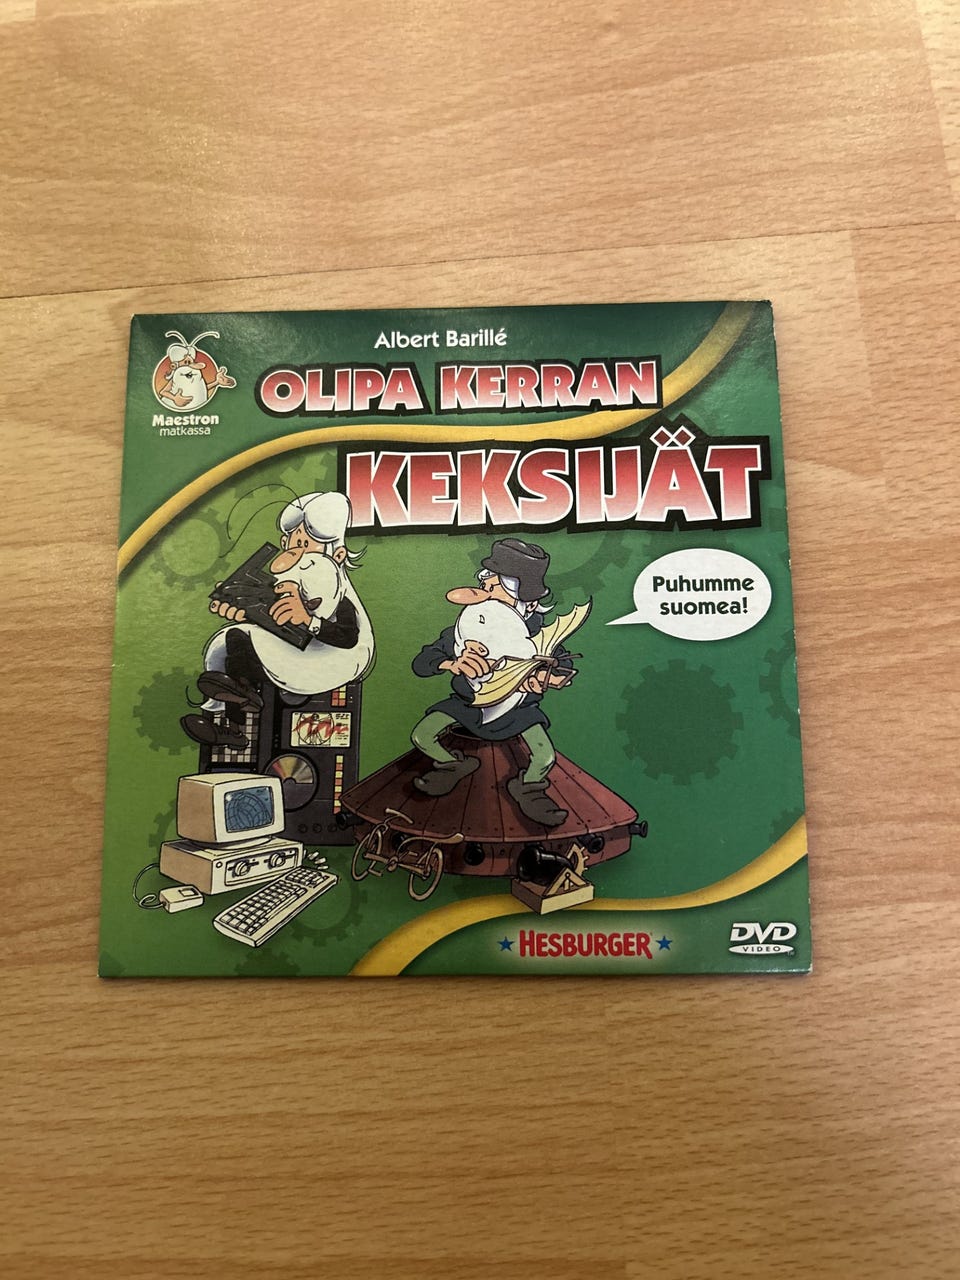 Albert Barillé
OLIPA KERRAN
KEKSIJÄT
Maestron
matkassa
Puhumme
suomea!
HESBURGER
DVD
VIDEO